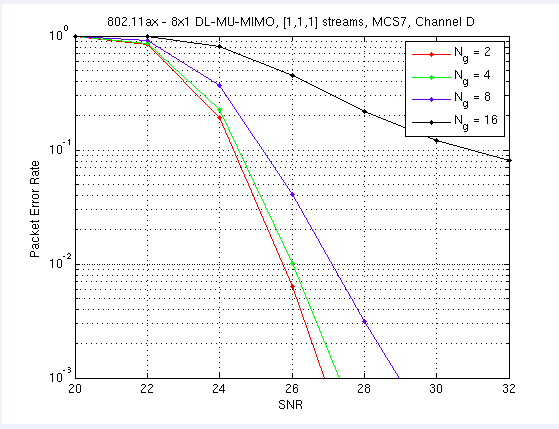 802.11ax - 8x1 DL-MU-MIMO, [1,1,1] streams, MCS7, Channel D
10^0
10^-1
10^-2
10^-3
Packet Error Rate
N_g = 2
N_g = 4
N_g = 8
N_g = 16
20 22 24 26 28 30 32
SNR